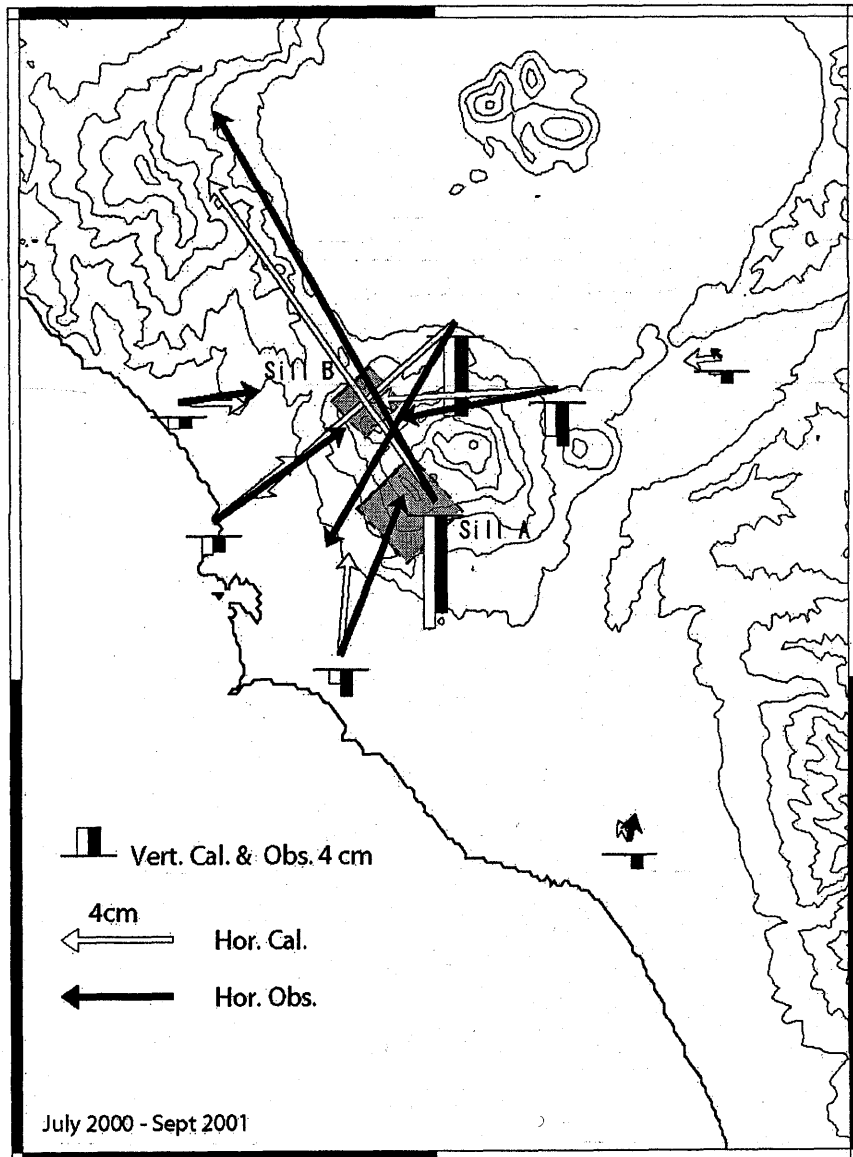 Sill B
Sill A
Vert. Cal. & Obs. 4 cm
4cm
Hor. Cal.
Hor. Obs.
July 2000 - Sept 2001